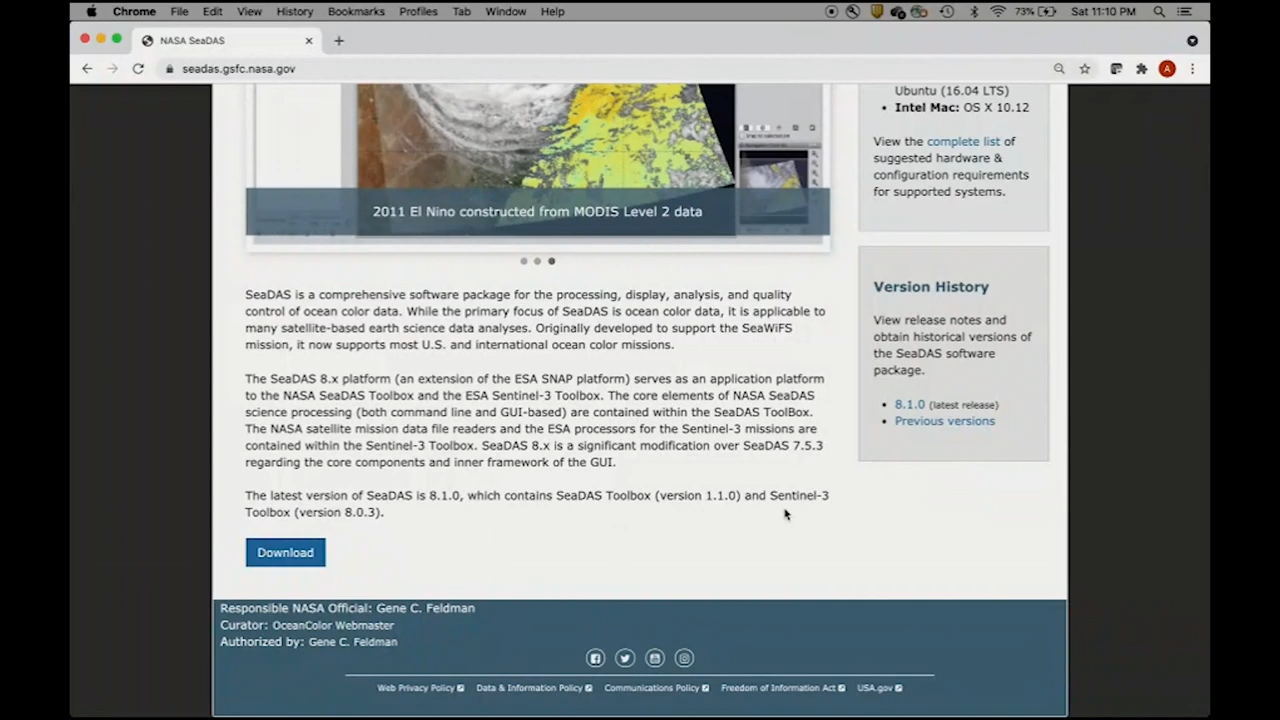 Chrome File Edit View History Bookmarks Profiles Tab Window Help 73% Sat 11:10 PM
NASA SeaDAS
seadas.gsfc.nasa.gov
2011 El Nino constructed from MODIS Level 2 data
SeaDAS is a comprehensive software package for the processing, display, analysis, and quality
control of ocean color data. While the primary focus of SeaDAS is ocean color data, it is applicable to
many satellite-based earth science data analyses. Originally developed to support the SeaWiFS
mission, it now supports most U.S. and international ocean color missions.
The SeaDAS 8.x platform (an extension of the ESA SNAP platform) serves as an application platform
to the NASA SeaDAS Toolbox and the ESA Sentinel-3 Toolbox. The core elements of NASA SeaDAS
science processing (both command line and GUI-based) are contained within the SeaDAS ToolBox.
The NASA satellite mission data file readers and the ESA processors for the Sentinel-3 missions are
contained within the Sentinel-3 Toolbox. SeaDAS 8.x is a significant modification over SeaDAS 7.5.3
regarding the core components and inner framework of the GUI.
The latest version of SeaDAS is 8.1.0, which contains SeaDAS Toolbox (version 1.1.0) and Sentinel-3
Toolbox (version 8.0.3).
Download
Ubuntu (16.04 LTS)
• Intel Mac: OS X 10.12
View the complete list of
suggested hardware &
configuration requirements
for supported systems.
Version History
View release notes and
obtain historical versions of
the SeaDAS software
package.
• 8.1.0 (latest release)
• Previous versions
Responsible NASA Official: Gene C. Feldman
Curator: OceanColor Webmaster
Authorized by: Gene C. Feldman
Web Privacy Policy Data & Information Policy Communications Policy Freedom of Information Act USA.gov